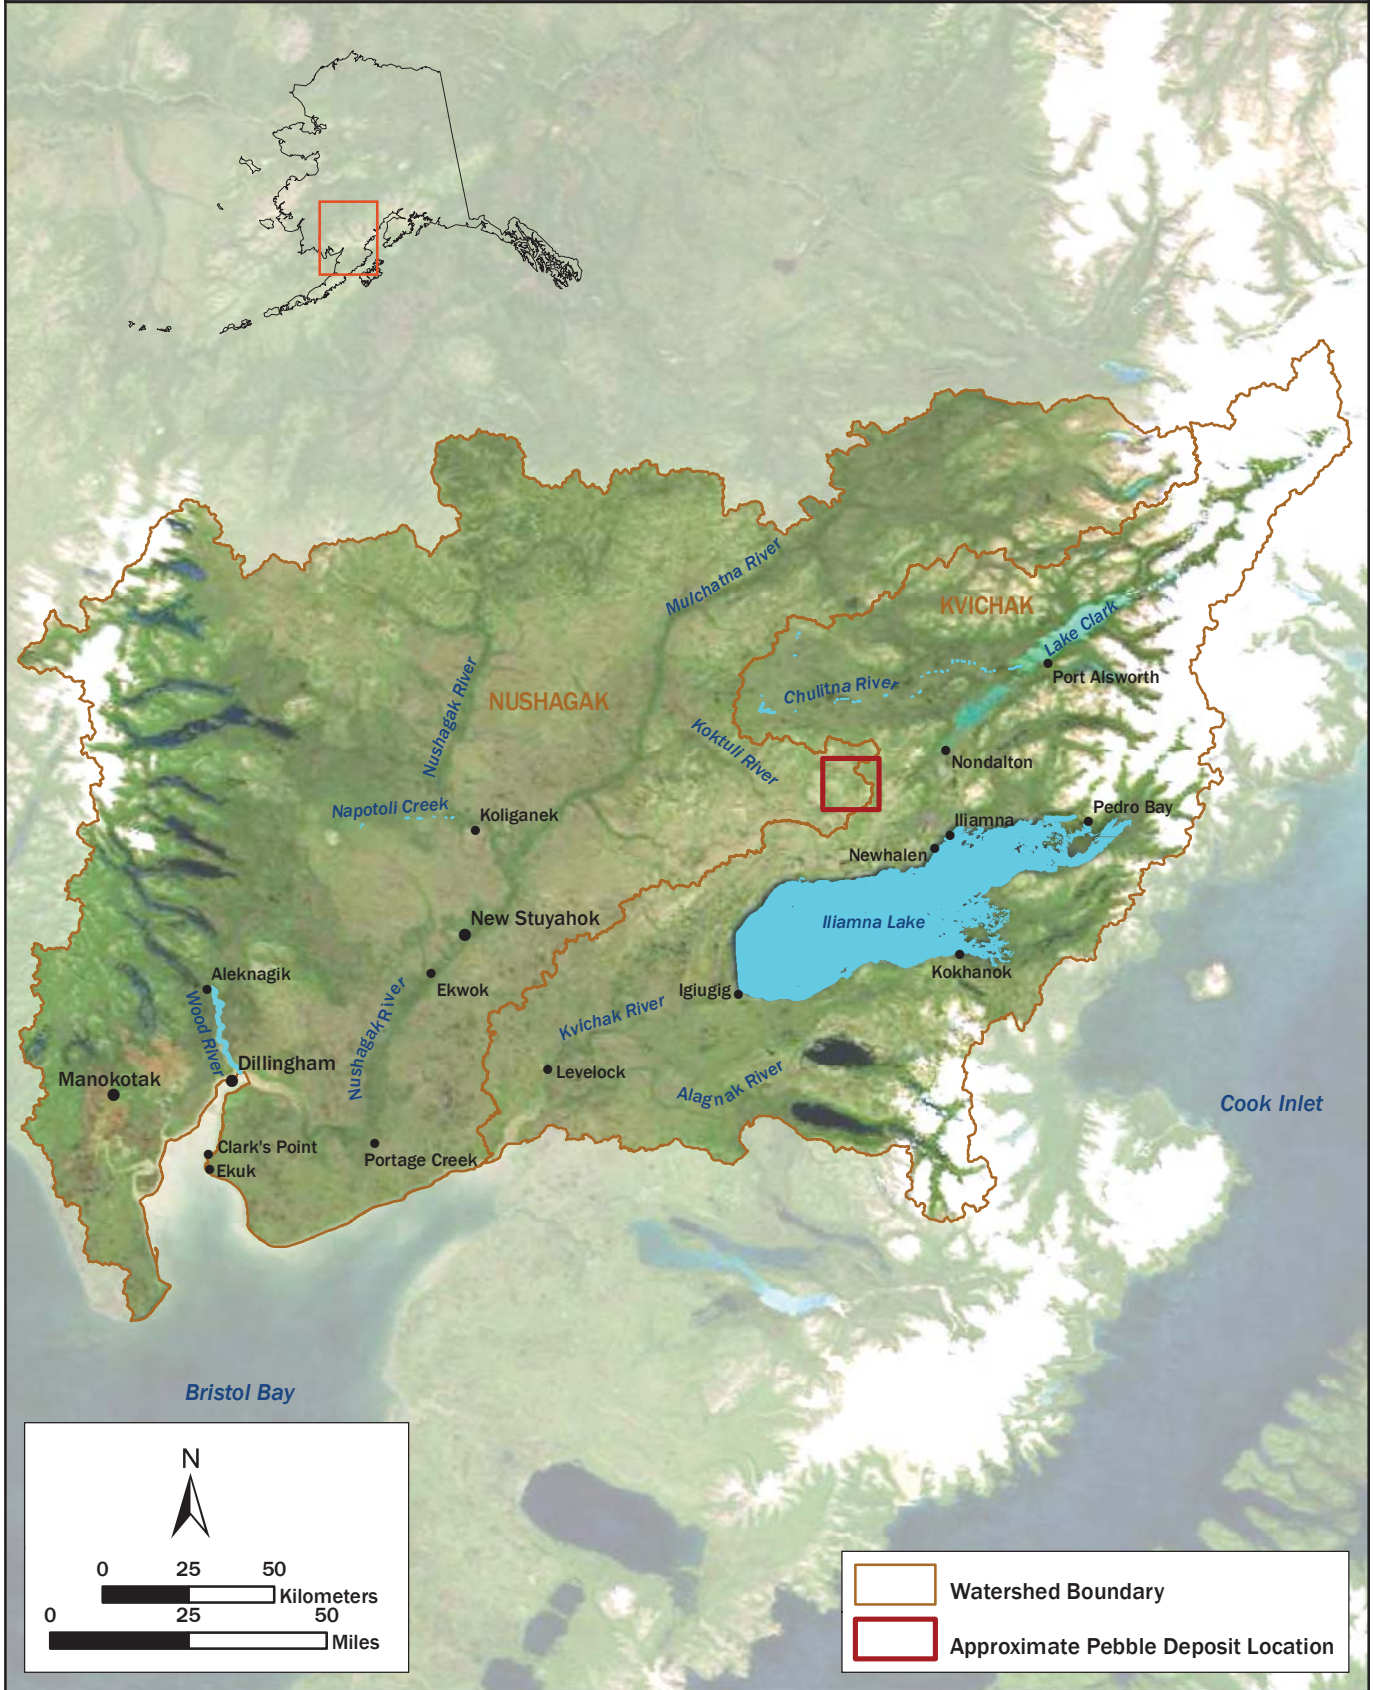 Mulchatna River
KVICHAK
Lake Clark
Port Alsworth
Chulitna River
Nushagak River
NUSHAGAK
Koktuli River
Nondalton
Napotoli Creek
Koliganek
Pedro Bay
Iliamna
Newhalen
New Stuyahok
Iliamna Lake
Aleknagik
Ekwok
Kokhanok
Igiugig
Wood River
Nushagak River
Kvichak River
Dillingham
Levelock
Manokotak
Alagnak River
Cook Inlet
Clark's Point
Portage Creek
Ekuk
Bristol Bay
N
0 25 50
Kilometers
0 25 50
Miles
Watershed Boundary
Approximate Pebble Deposit Location